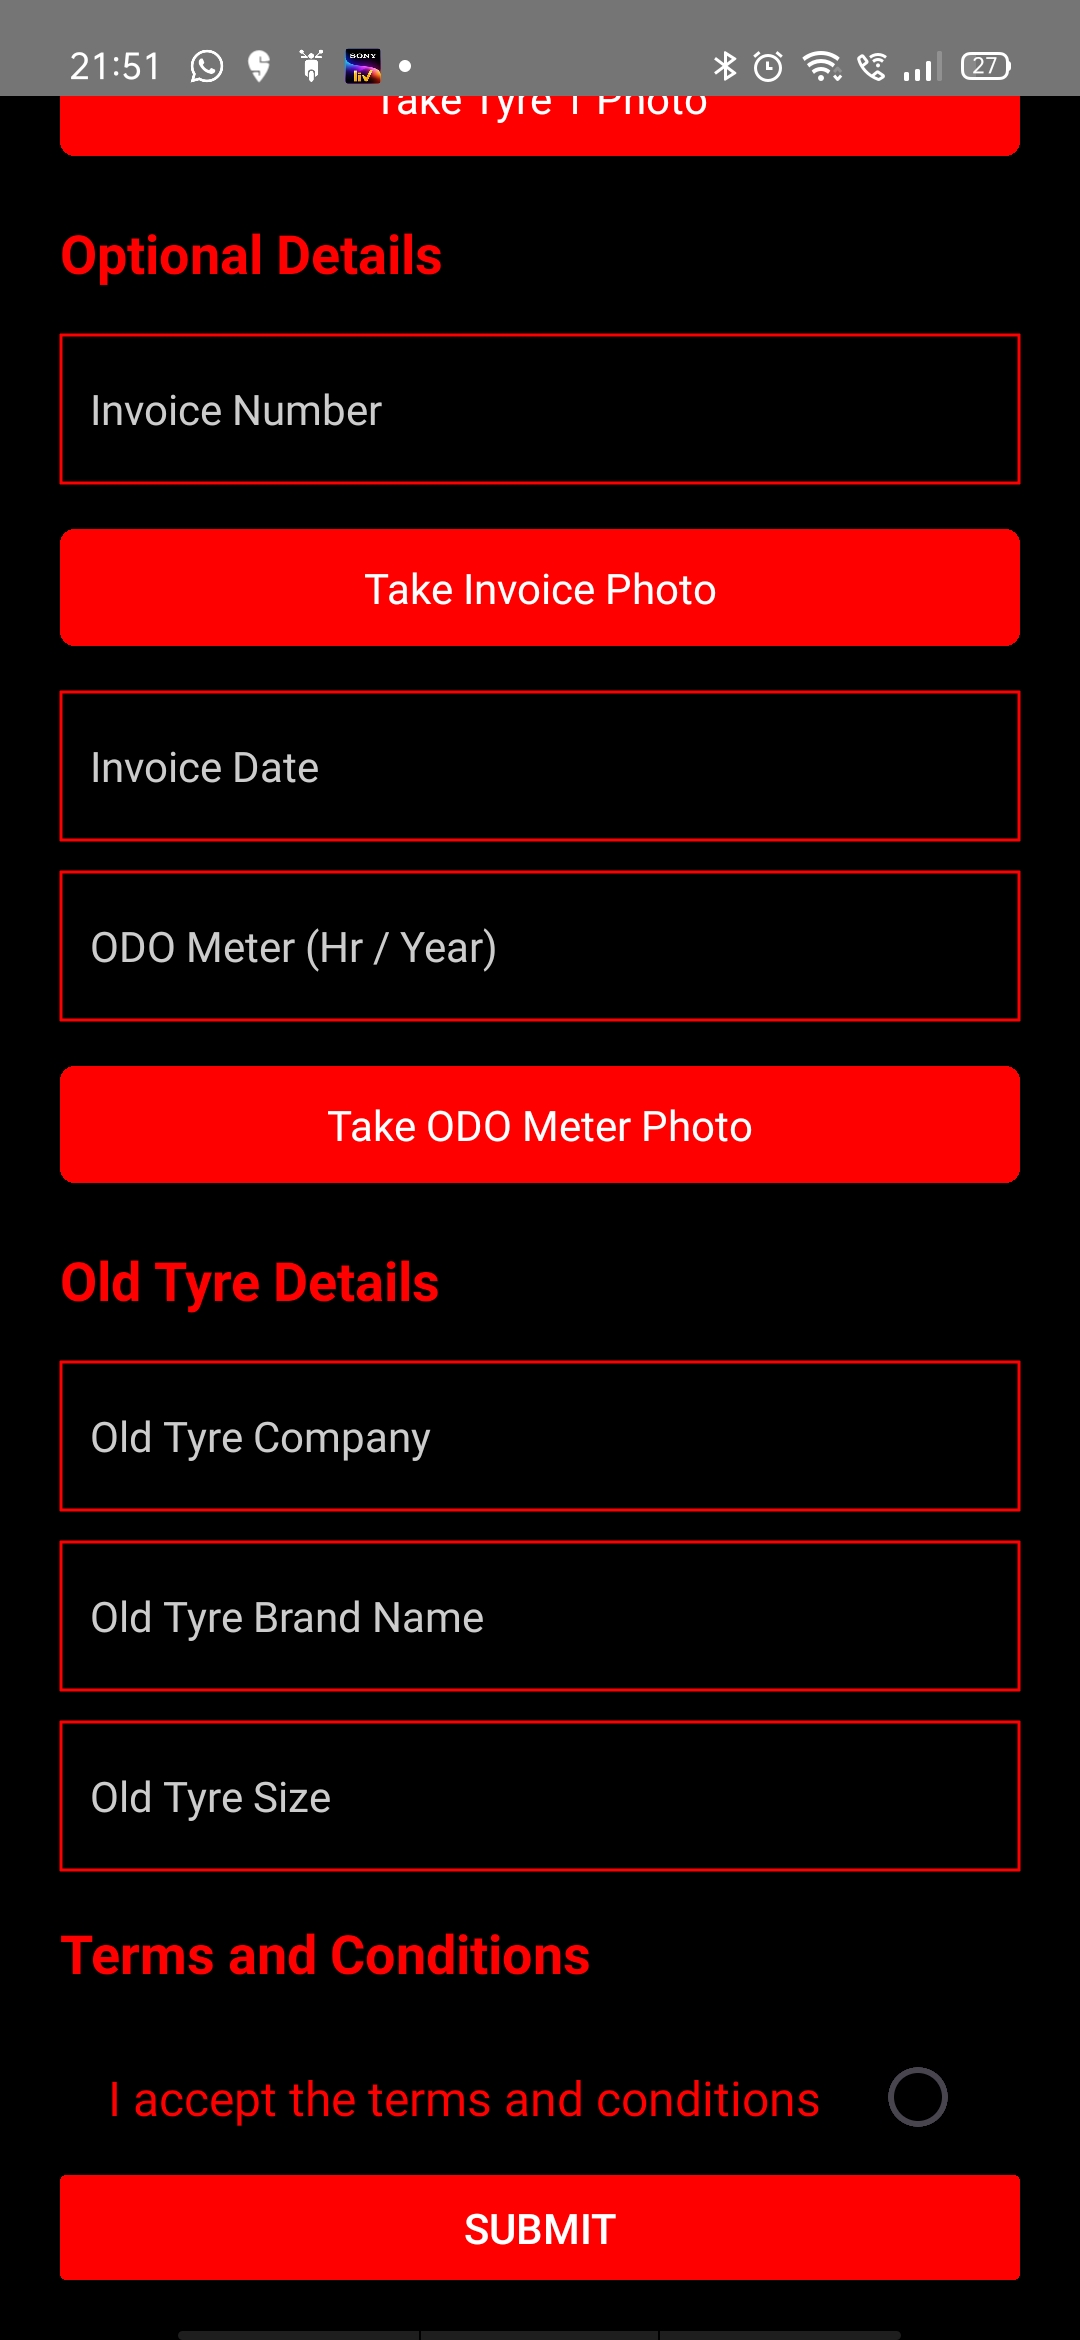 21:51
SONY
liv
27
Take Tyre 1 Photo
Optional Details
Invoice Number
Take Invoice Photo
Invoice Date
ODO Meter (Hr / Year)
Take ODO Meter Photo
Old Tyre Details
Old Tyre Company
Old Tyre Brand Name
Old Tyre Size
Terms and Conditions
I accept the terms and conditions
SUBMIT